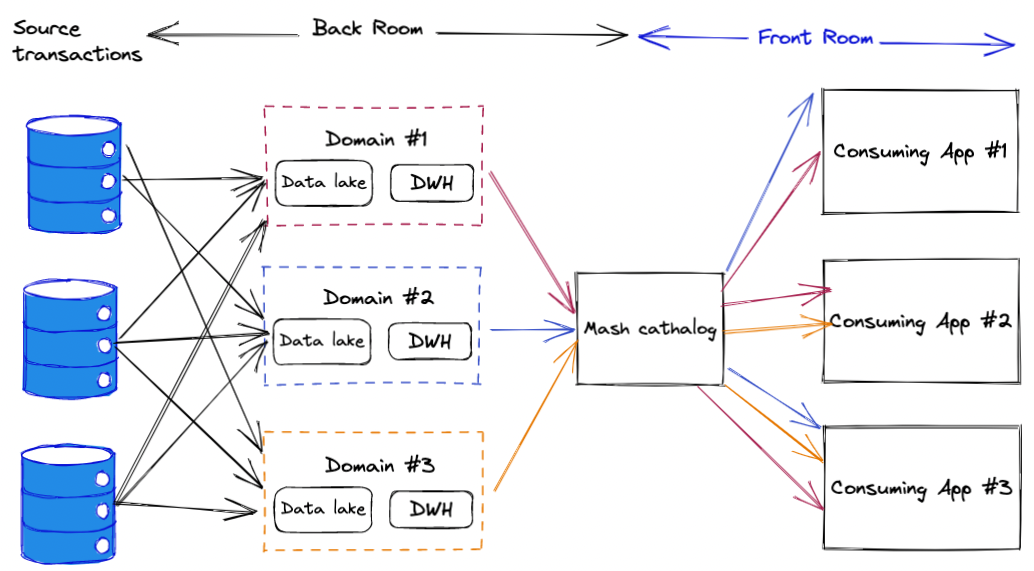 Source
transactions
Back Room
Front Room
Domain #1
Data lake
DWH
Domain #2
Data lake
DWH
Domain #3
Data lake
DWH
Mash cathalog
Consuming App #1
Consuming App #2
Consuming App #3